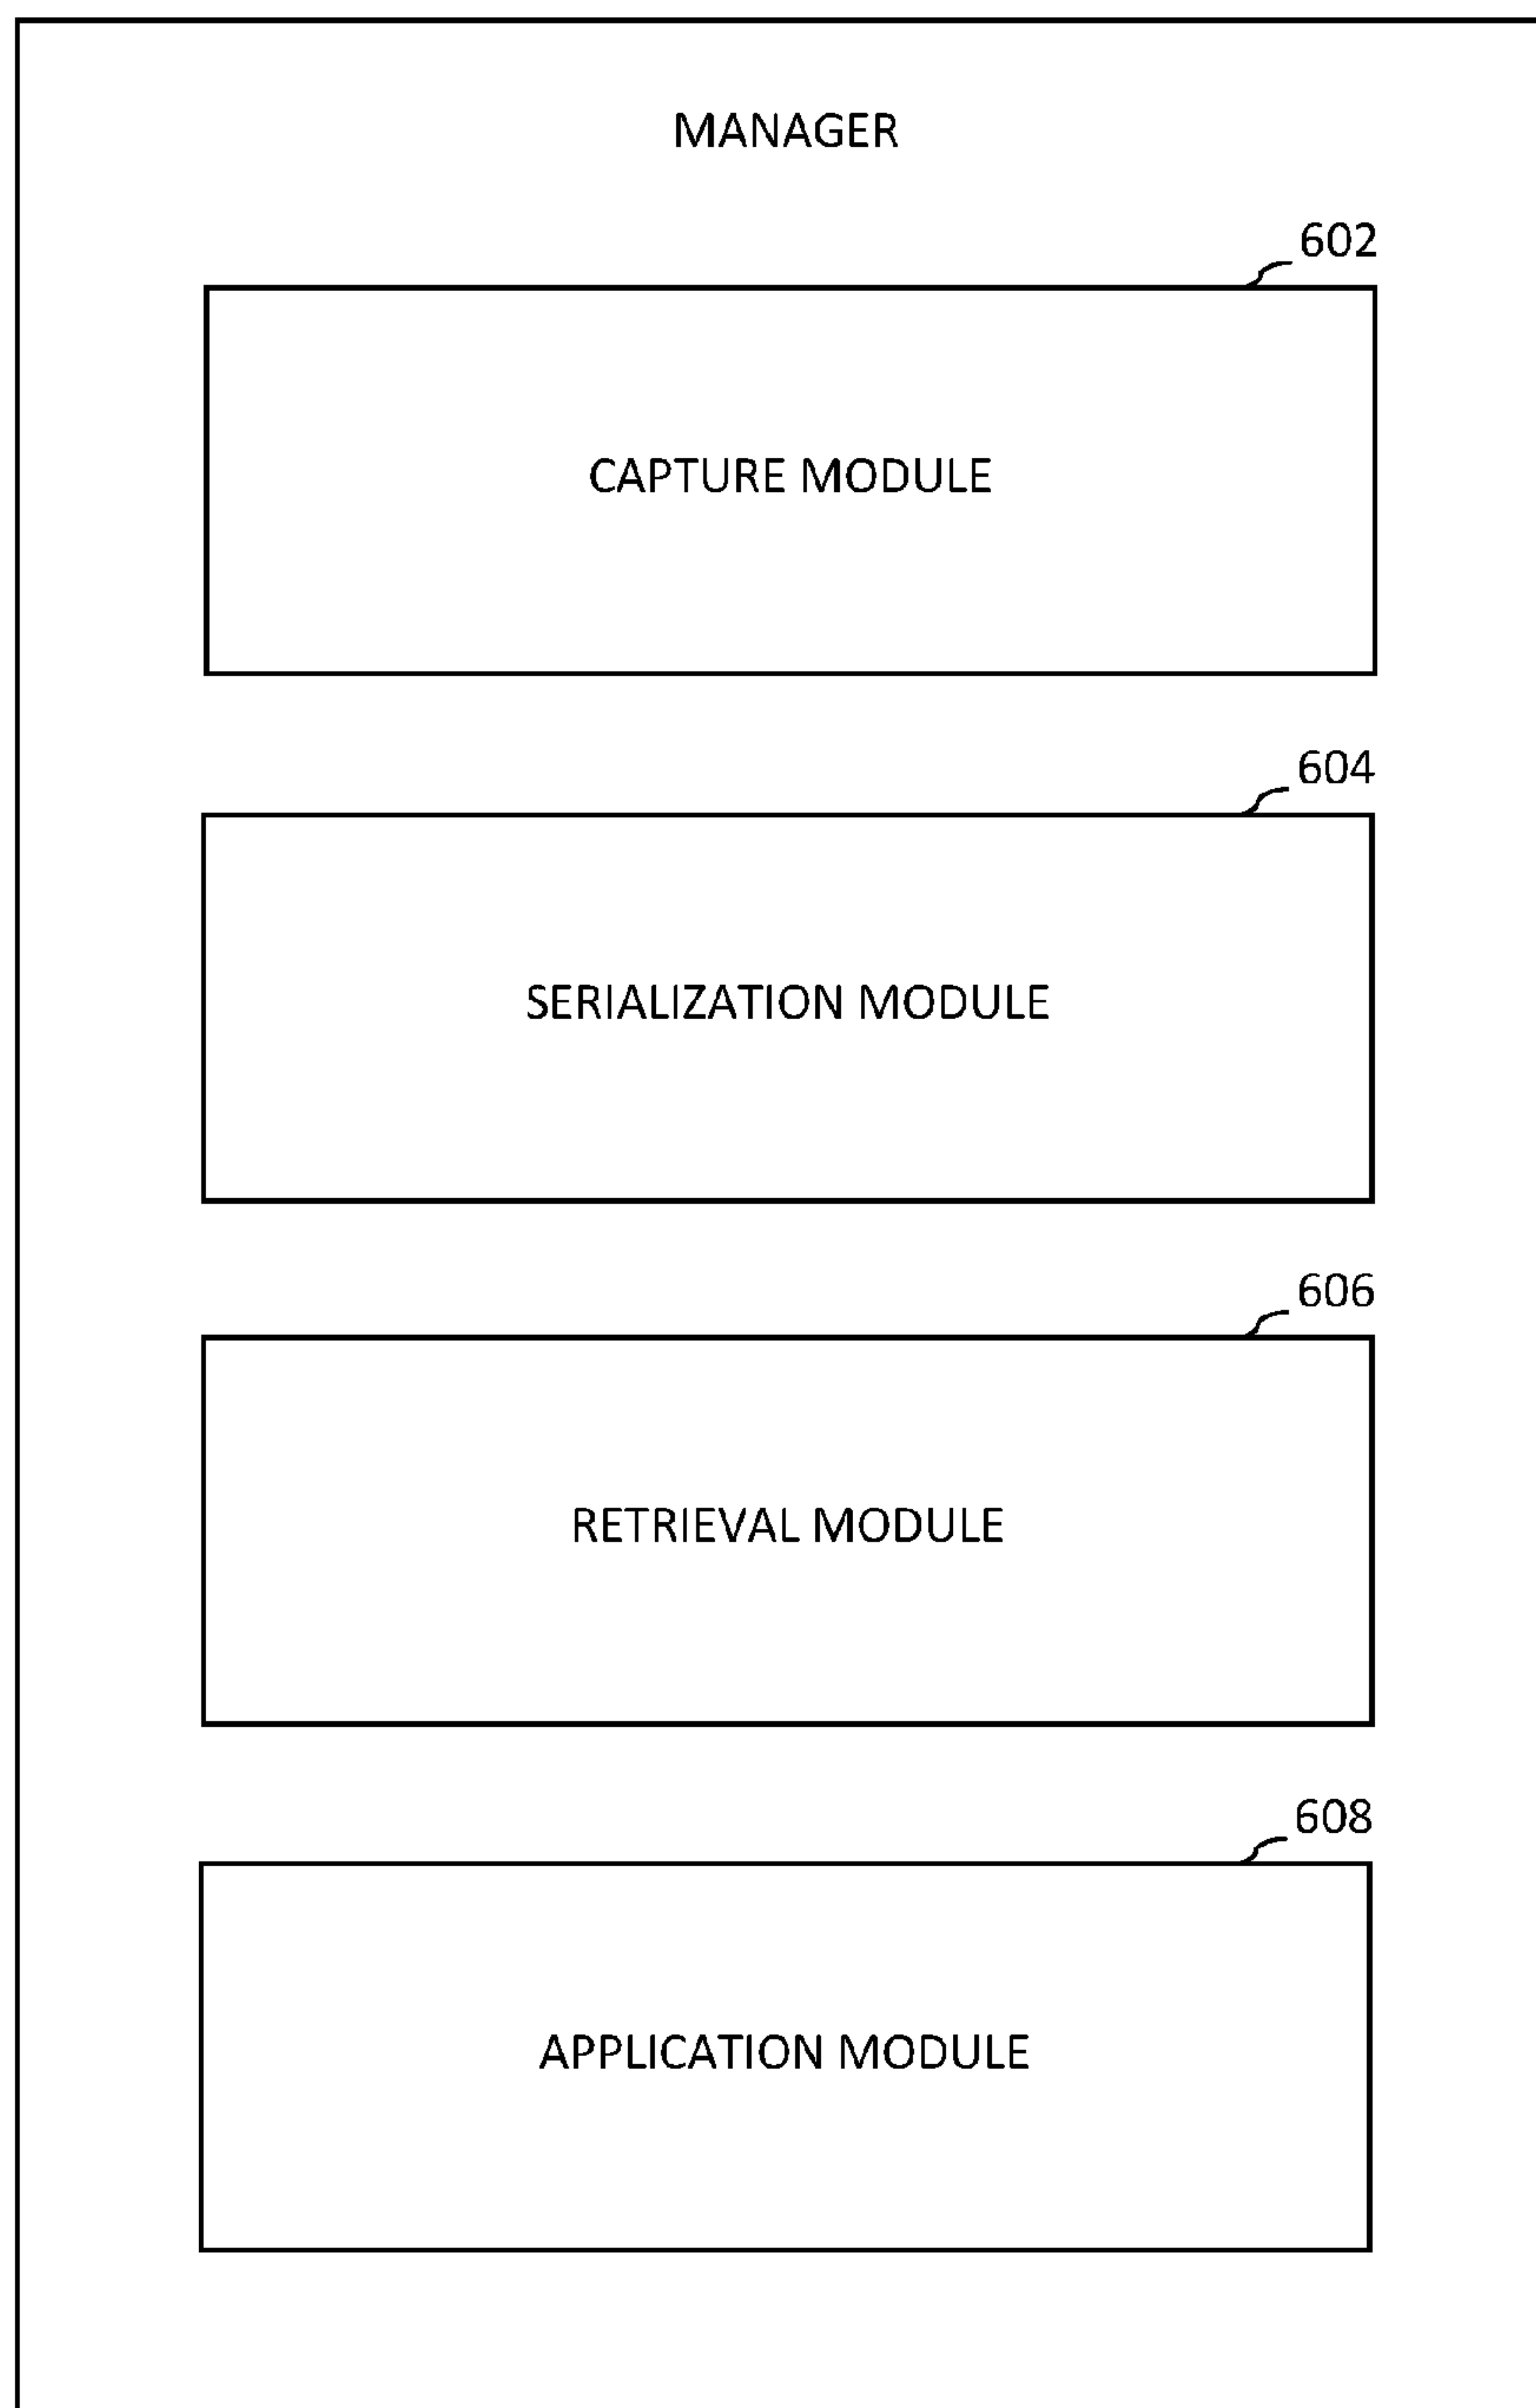 MANAGER
602
CAPTURE MODULE
604
SERIALIZATION MODULE
606
RETRIEVAL MODULE
608
APPLICATION MODULE